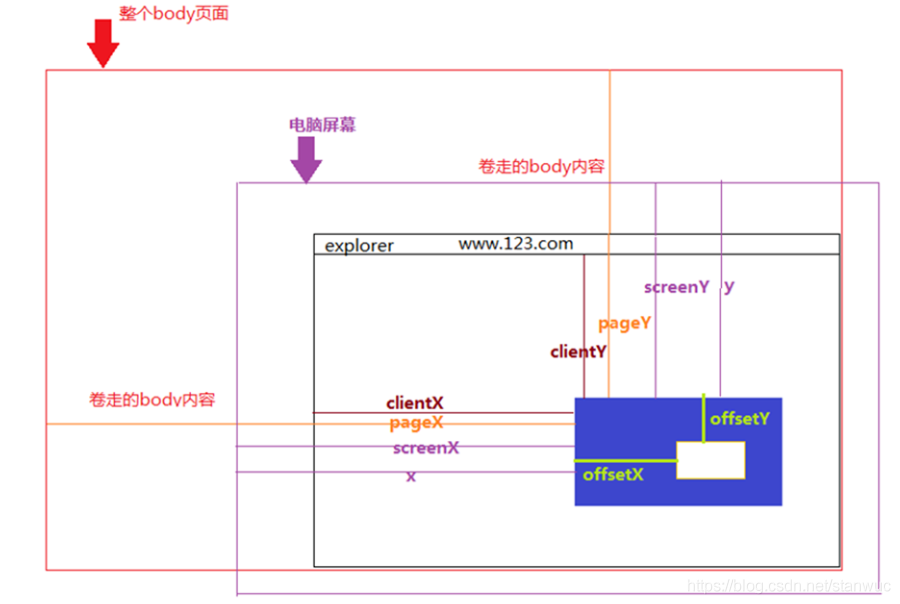 整个body页面
电脑屏幕
卷走的body内容
explorer www.123.com
screenY y
pageY
clientY
卷走的body内容
clientX
pageX
offsetY
screenX
x
offsetX
https://blog.csdn.net/stanwuc